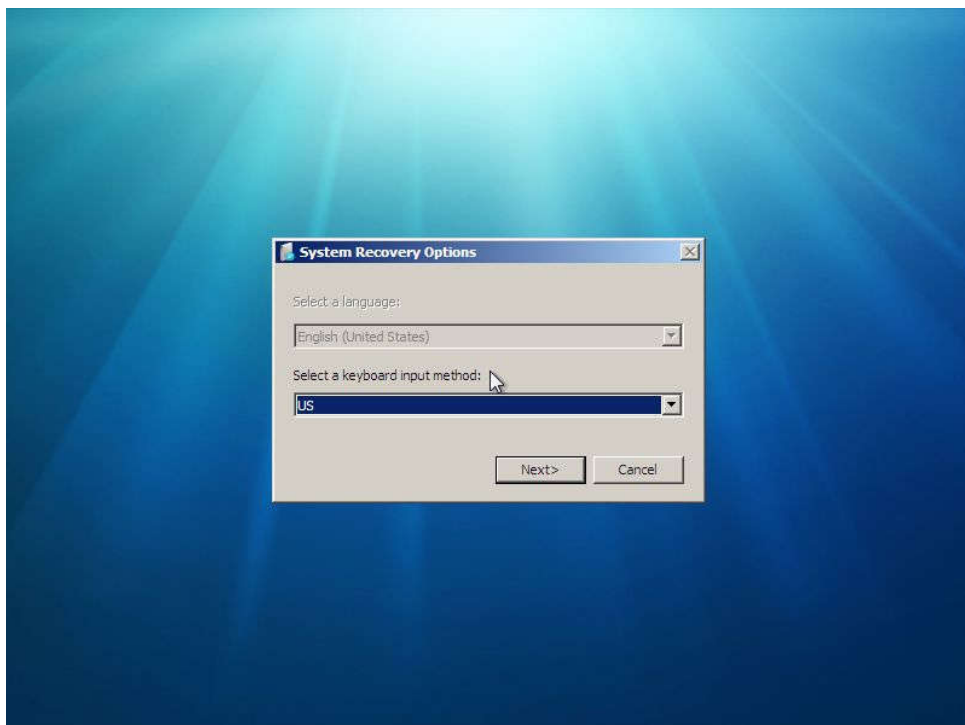 System Recovery Options
Select a language:
English (United States)
Select a keyboard input method:
US
Next>
Cancel